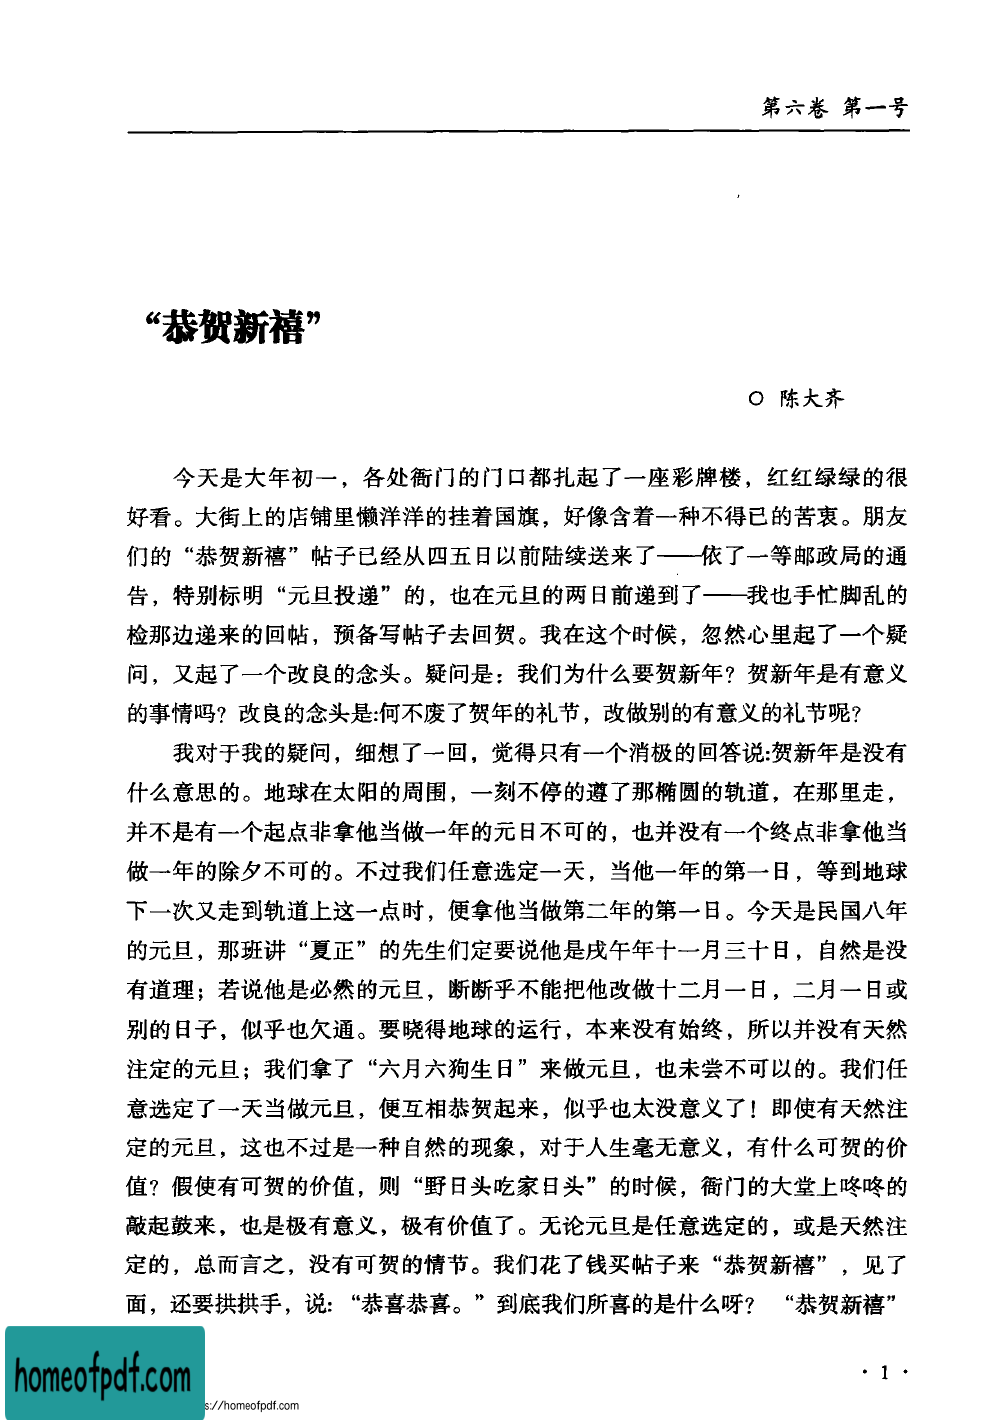 第六卷 第一号
“恭贺新禧”
○ 陈大齐
今天是大年初一，各处衙门的门口都扎起了一座彩牌楼，红红绿绿的很
好看。大街上的店铺里懒洋洋的挂着国旗，好像含着一种不得已的苦衷。朋友
们的“恭贺新禧”帖子已经从四五日以前陆续送来了——依了一等邮政局的通
告，特别标明“元旦投递”的，也在元旦的两日前递到了——我也手忙脚乱的
检那边递来的回帖，预备写帖子去回贺。我在这个时候，忽然心里起了一个疑
问，又起了一个改良的念头。疑问是：我们为什么要贺新年？贺新年是有意义
的事情吗？改良的念头是:何不废了贺年的礼节，改做别的有意义的礼节呢？
我对于我的疑问，细想了一回，觉得只有一个消极的回答说:贺新年是没有
什么意思的。地球在太阳的周围，一刻不停的遵了那椭圆的轨道，在那里走，
并不是有一个起点非拿他当做一年的元日不可的，也并没有一个终点非拿他当
做一年的除夕不可的。不过我们任意选定一天，当他一年的第一日，等到地球
下一次又走到轨道上这一点时，便拿他当做第二年的第一日。今天是民国八年
的元旦，那班讲“夏正”的先生们定要说他是戌午年十一月三十日，自然是没
有道理；若说他是必然的元旦，断断乎不能把他改做十二月一日，二月一日或
别的日子，似乎也欠通。要晓得地球的运行，本来没有始终，所以并没有天然
注定的元旦；我们拿了“六月六狗生日”来做元旦，也未尝不可以的。我们任
意选定了一天当做元旦，便互相恭贺起来，似乎也太没意义了！即使有天然注
定的元旦，这也不过是一种自然的现象，对于人生毫无意义，有什么可贺的价
值？假使有可贺的价值，则“野日头吃家日头”的时候，衙门的大堂上咚咚的
敲起鼓来，也是极有意义，极有价值了。无论元旦是任意选定的，或是天然注
定的，总而言之，没有可贺的情节。我们花了钱买帖子来“恭贺新禧”，见了
面，还要拱拱手，说：“恭喜恭喜。”到底我们所喜的是什么呀？ “恭贺新禧”
· 1 ·
homeofpdf.com
s://homeofpdf.com